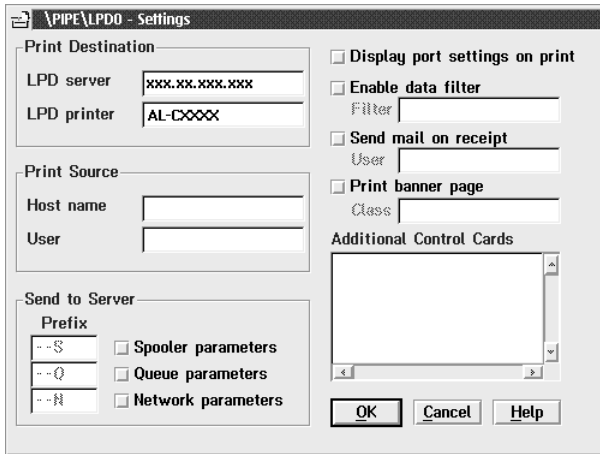 \PIPE\LPD0 - Settings
Print Destination
LPD server
xxx.xx.xxx.xxx
LPD printer
AL-CXXXX
Print Source
Host name
User
Send to Server
Prefix
--S
Spooler parameters
--Q
Queue parameters
--N
Network parameters
Display port settings on print
Enable data filter
Filter
Send mail on receipt
User
Print banner page
Class
Additional Control Cards
OK
Cancel
Help